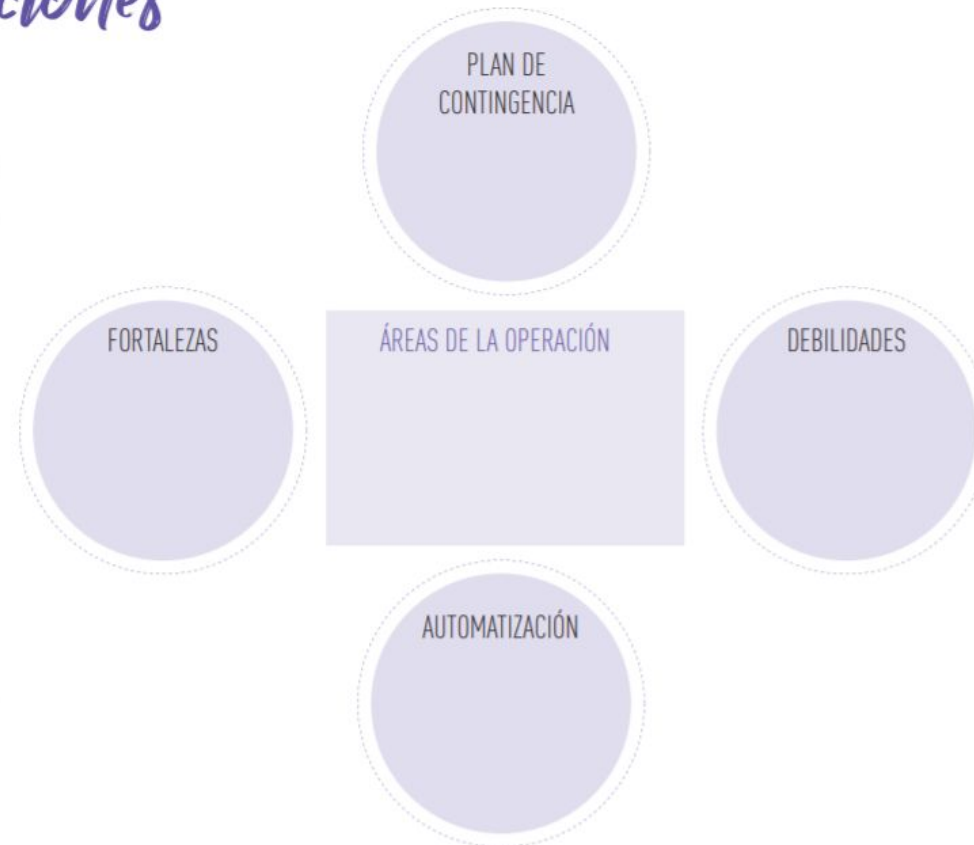 PLAN DE
CONTINGENCIA
FORTALEZAS
ÁREAS DE LA OPERACIÓN
DEBILIDADES
AUTOMATIZACIÓN